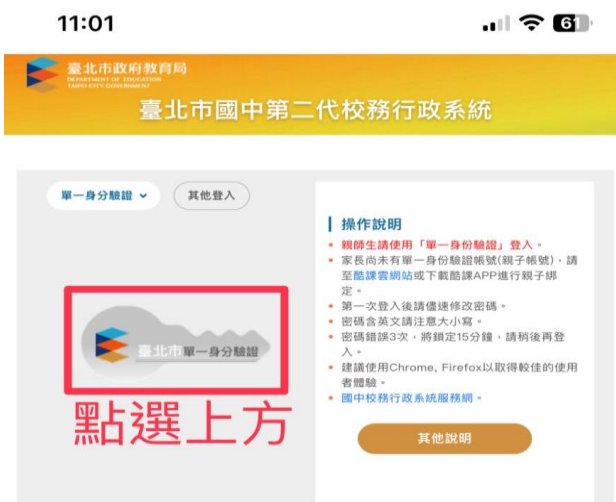 11:01
61
臺北市政府教育局
DEPARTMENT OF EDUCATION
TAIPEI CITY GOVERNMENT
臺北市國中第二代校務行政系統
單一身分驗證
其他登入
臺北市單一身分驗證
點選上方
操作說明
親師生請使用「單一身份驗證」登入。
家長尚未有單一身份驗證帳號(親子帳號)，請
至酷課雲網站或下載酷課APP進行親子綁
定。
第一次登入後請儘速修改密碼。
密碼含英文請注意大小寫。
密碼錯誤3次，將鎖定15分鐘，請稍後再登
入。
建議使用Chrome, Firefox以取得較佳的使用
者體驗。
國中校務行政系統服務網。
其他說明